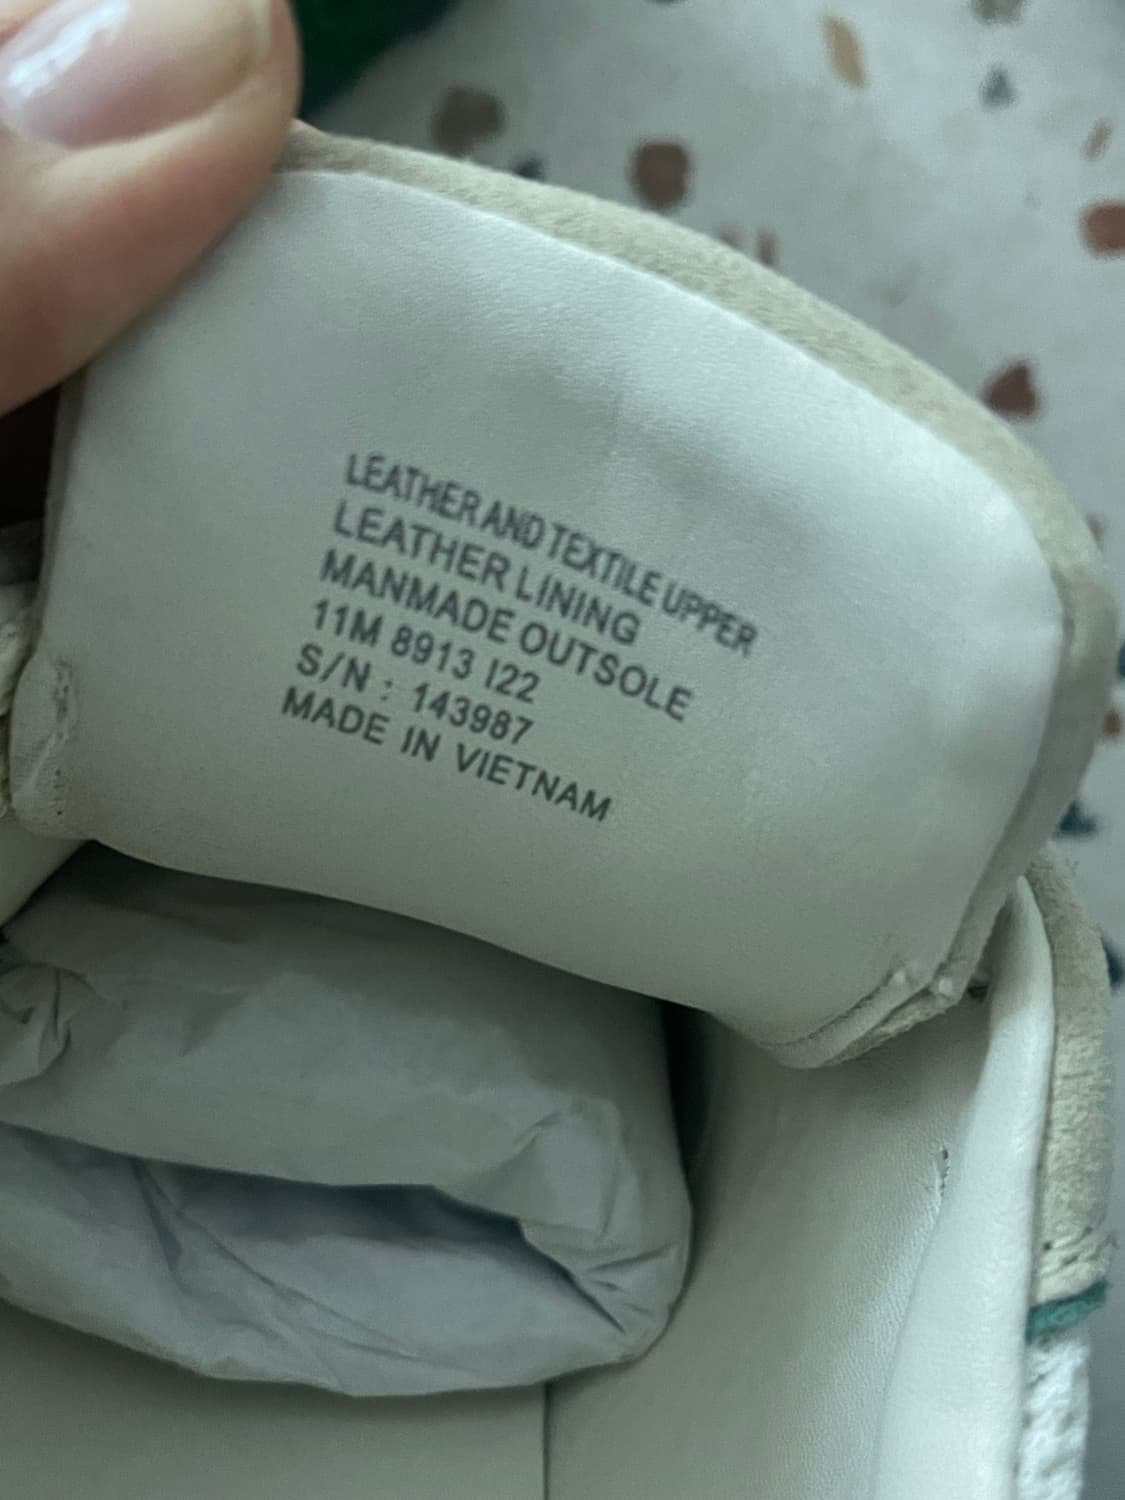 LEATHER AND TEXTILE UPPER
LEATHER LINING
MANMADE OUTSOLE
11M 8913 I22
S/N : 143987
MADE IN VIETNAM